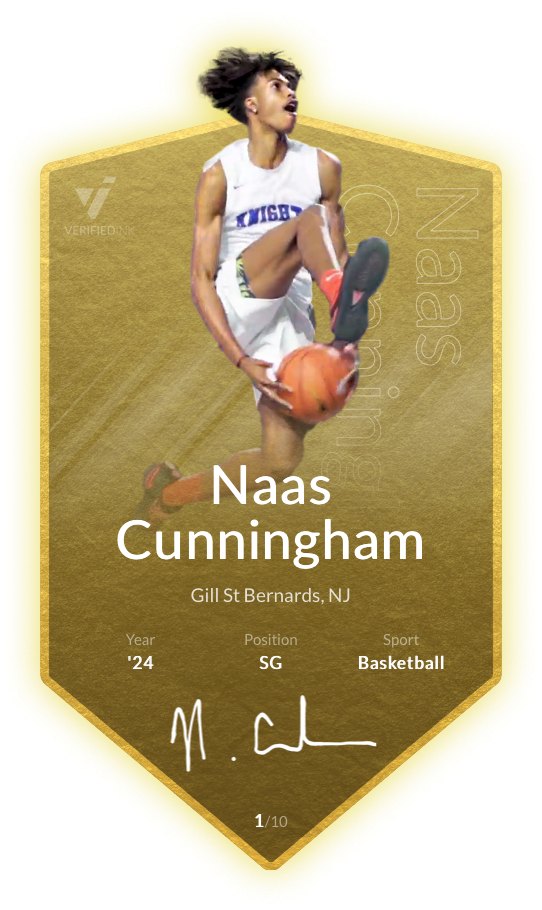 VERIFIEDINK
KNIGHTS
Naas
Cunningham
Naas
Cunningham
Gill St Bernards, NJ
Year
Position
Sport
'24
SG
Basketball
N. C
1/10